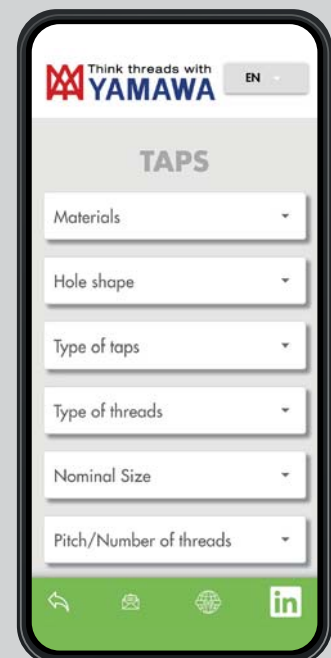 Think threads with
YAMAWA
EN
TAPS
Materials
Hole shape
Type of taps
Type of threads
Nominal Size
Pitch/Number of threads
in